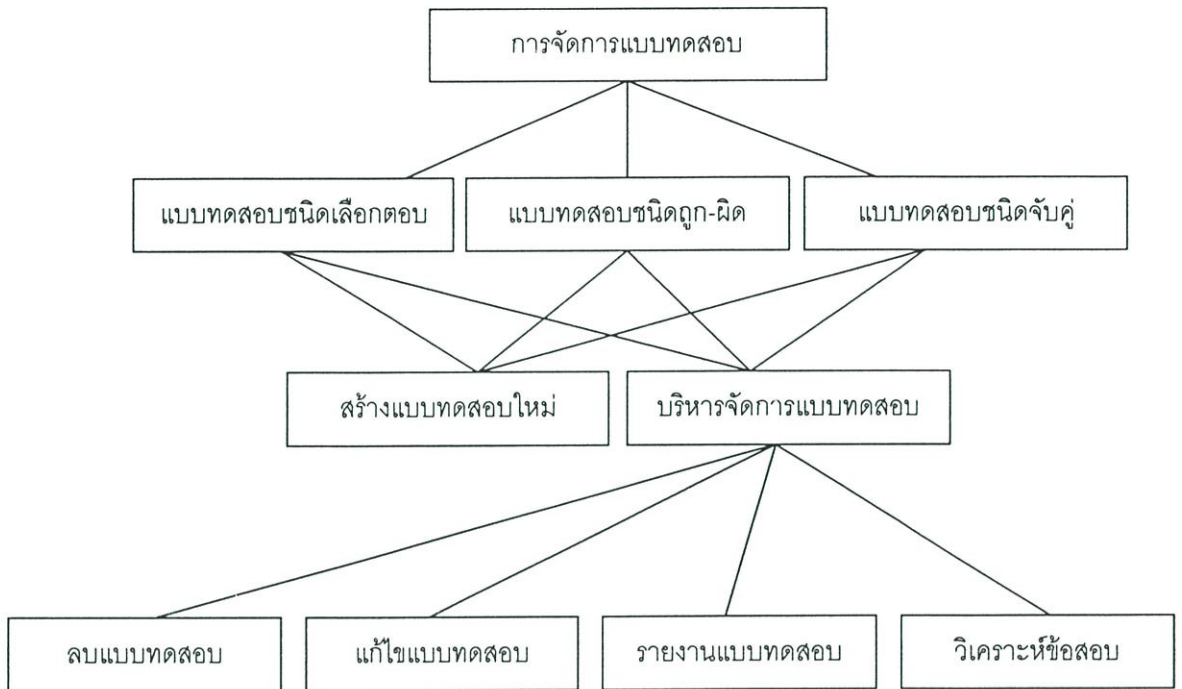 การจัดการแบบทดสอบ
แบบทดสอบชนิดเลือกตอบ
แบบทดสอบชนิดถูก-ผิด
แบบทดสอบชนิดจับคู่
สร้างแบบทดสอบใหม่
บริหารจัดการแบบทดสอบ
ลบแบบทดสอบ
แก้ไขแบบทดสอบ
รายงานแบบทดสอบ
วิเคราะห์ข้อสอบ